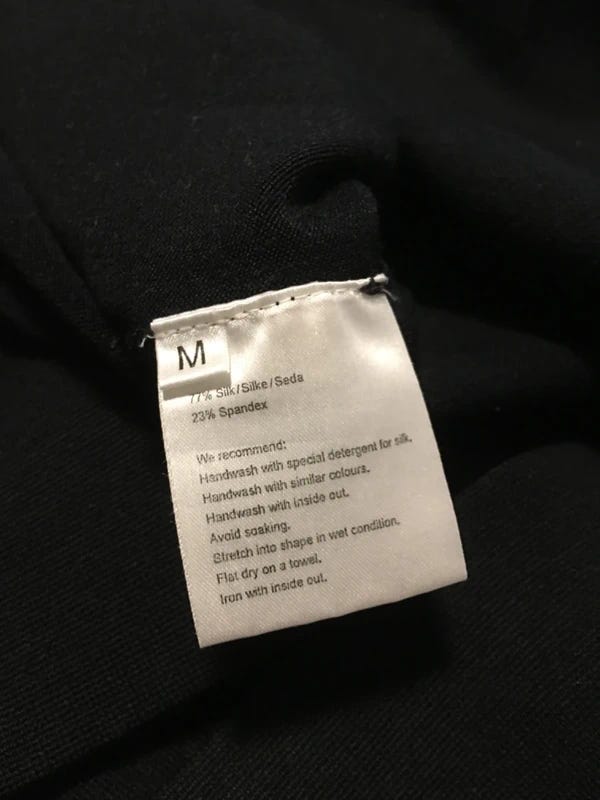 M
77% Silk/Silke/Seda
23% Spandex
We recommend:
Handwash with special detergent for silk.
Handwash with similar colours.
Handwash with inside out.
Avoid soaking.
Stretch into shape in wet condition.
Flat dry on a towel.
Iron with inside out.